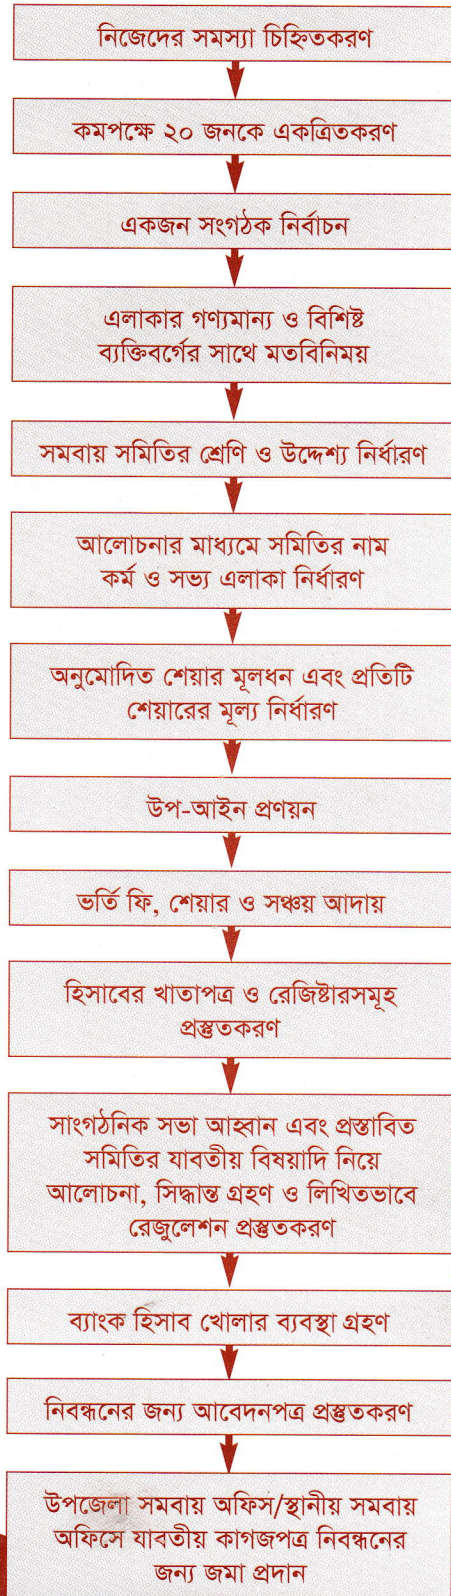 নিজেদের সমস্যা চিহ্নিতকরণ
কমপক্ষে ২০ জনকে একত্রিতকরণ
একজন সংগঠক নির্বাচন
এলাকার গণ্যমান্য ও বিশিষ্ট
ব্যক্তিবর্গের সাথে মতবিনিময়
সমবায় সমিতির শ্রেণি ও উদ্দেশ্য নির্ধারণ
আলোচনার মাধ্যমে সমিতির নাম
কর্ম ও সভ্য এলাকা নির্ধারণ
অনুমোদিত শেয়ার মূলধন এবং প্রতিটি
শেয়ারের মূল্য নির্ধারণ
উপ-আইন প্রণয়ন
ভর্তি ফি, শেয়ার ও সঞ্চয় আদায়
হিসাবের খাতাপত্র ও রেজিষ্টারসমূহ
প্রস্তুতকরণ
সাংগঠনিক সভা আহ্বান এবং প্রস্তাবিত
সমিতির যাবতীয় বিষয়াদি নিয়ে
আলোচনা, সিদ্ধান্ত গ্রহণ ও লিখিতভাবে
রেজুলেশন প্রস্তুতকরণ
ব্যাংক হিসাব খোলার ব্যবস্থা গ্রহণ
নিবন্ধনের জন্য আবেদনপত্র প্রস্তুতকরণ
উপজেলা সমবায় অফিস/স্থানীয় সমবায়
অফিসে যাবতীয় কাগজপত্র নিবন্ধনের
জন্য জমা প্রদান